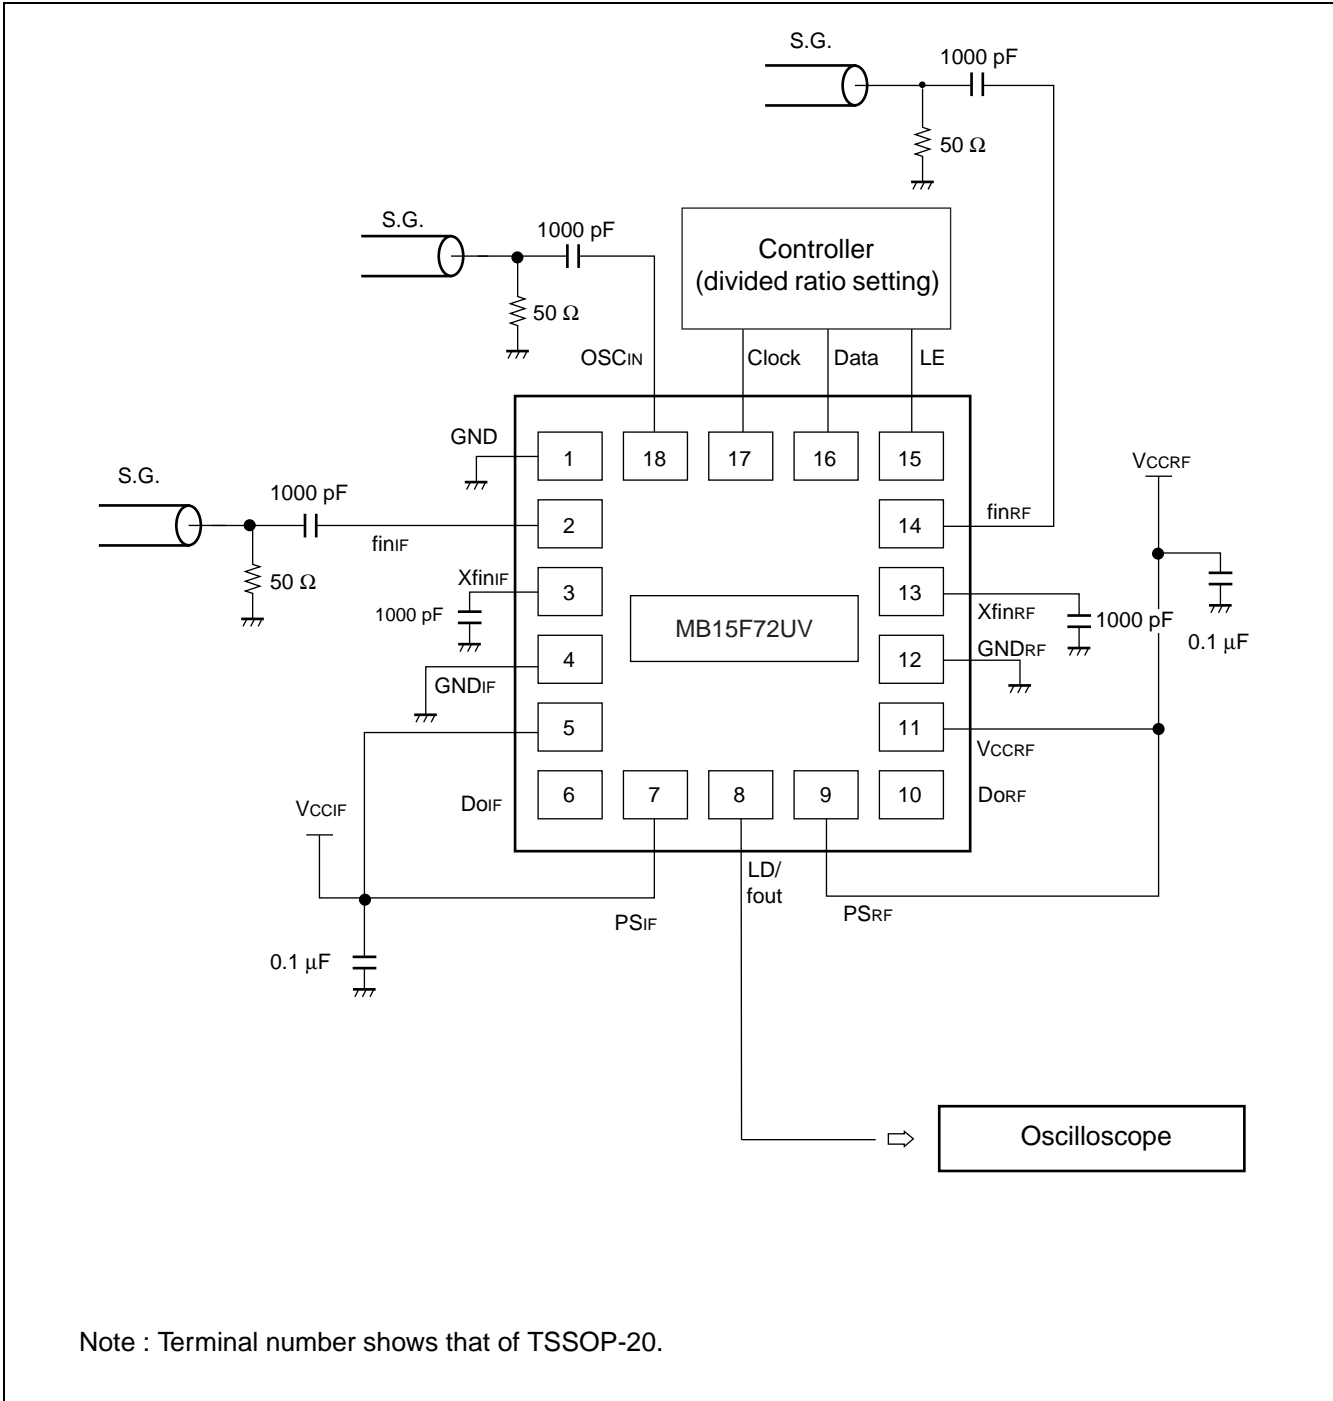 S.G.
1000 pF
50 Ω
S.G.
1000 pF
50 Ω
Controller
(divided ratio setting)
OSCIN
Clock
Data
LE
GND
1
18
17
16
15
VCCRF
S.G.
1000 pF
finIF
2
14
finRF
50 Ω
XfinIF
1000 pF
3
13
XfinRF
1000 pF
0.1 μF
MB15F72UV
GNDIF
4
12
GNDRF
5
11
VCCRF
VCCIF
DoIF
6
7
8
9
10
DoRF
LD/
fout
PSIF
PSRF
0.1 μF
Oscilloscope
Note : Terminal number shows that of TSSOP-20.